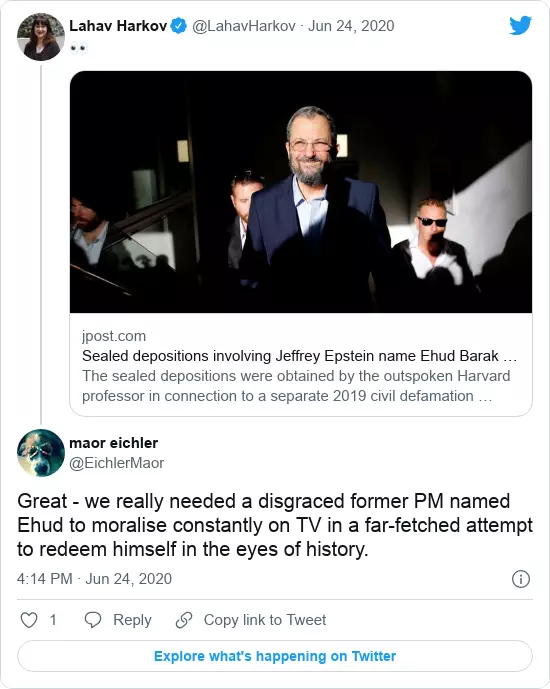 Lahav Harkov @LahavHarkov · Jun 24, 2020
jpost.com
Sealed depositions involving Jeffrey Epstein name Ehud Barak ...
The sealed depositions were obtained by the outspoken Harvard
professor in connection to a separate 2019 civil defamation ...
maor eichler
@EichlerMaor
Great - we really needed a disgraced former PM named
Ehud to moralise constantly on TV in a far-fetched attempt
to redeem himself in the eyes of history.
4:14 PM · Jun 24, 2020
1 Reply Copy link to Tweet
Explore what's happening on Twitter